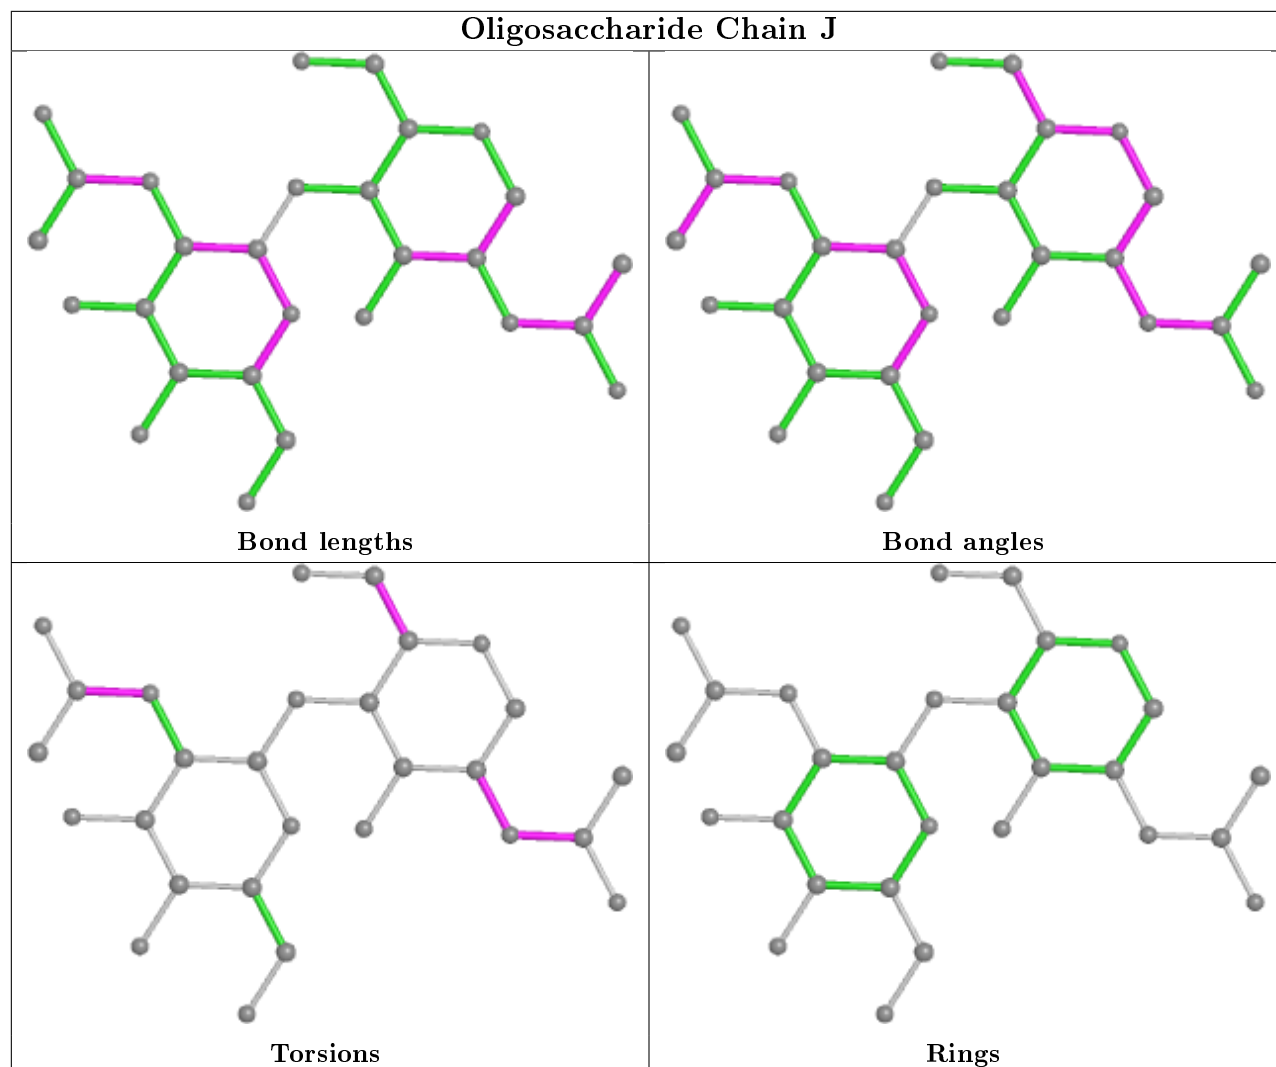 Oligosaccharide Chain J
Bond lengths
Bond angles
Torsions
Rings